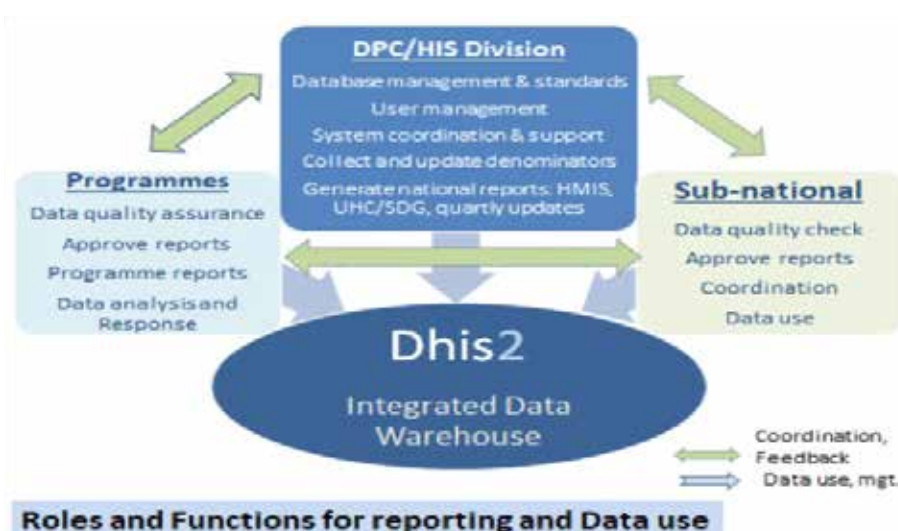 DPC/HIS Division
Database management & standards
User management
System coordination & support
Collect and update denominators
Generate national reports: HMIS,
UHC/SDG, quartly updates
Programmes
Data quality assurance
Approve reports
Programme reports
Data analysis and
Response
Sub-national
Data quality check
Approve reports
Coordination
Data use
Dhis2
Integrated Data
Warehouse
Coordination,
Feedback
Data use, mgt.
Roles and Functions for reporting and Data use